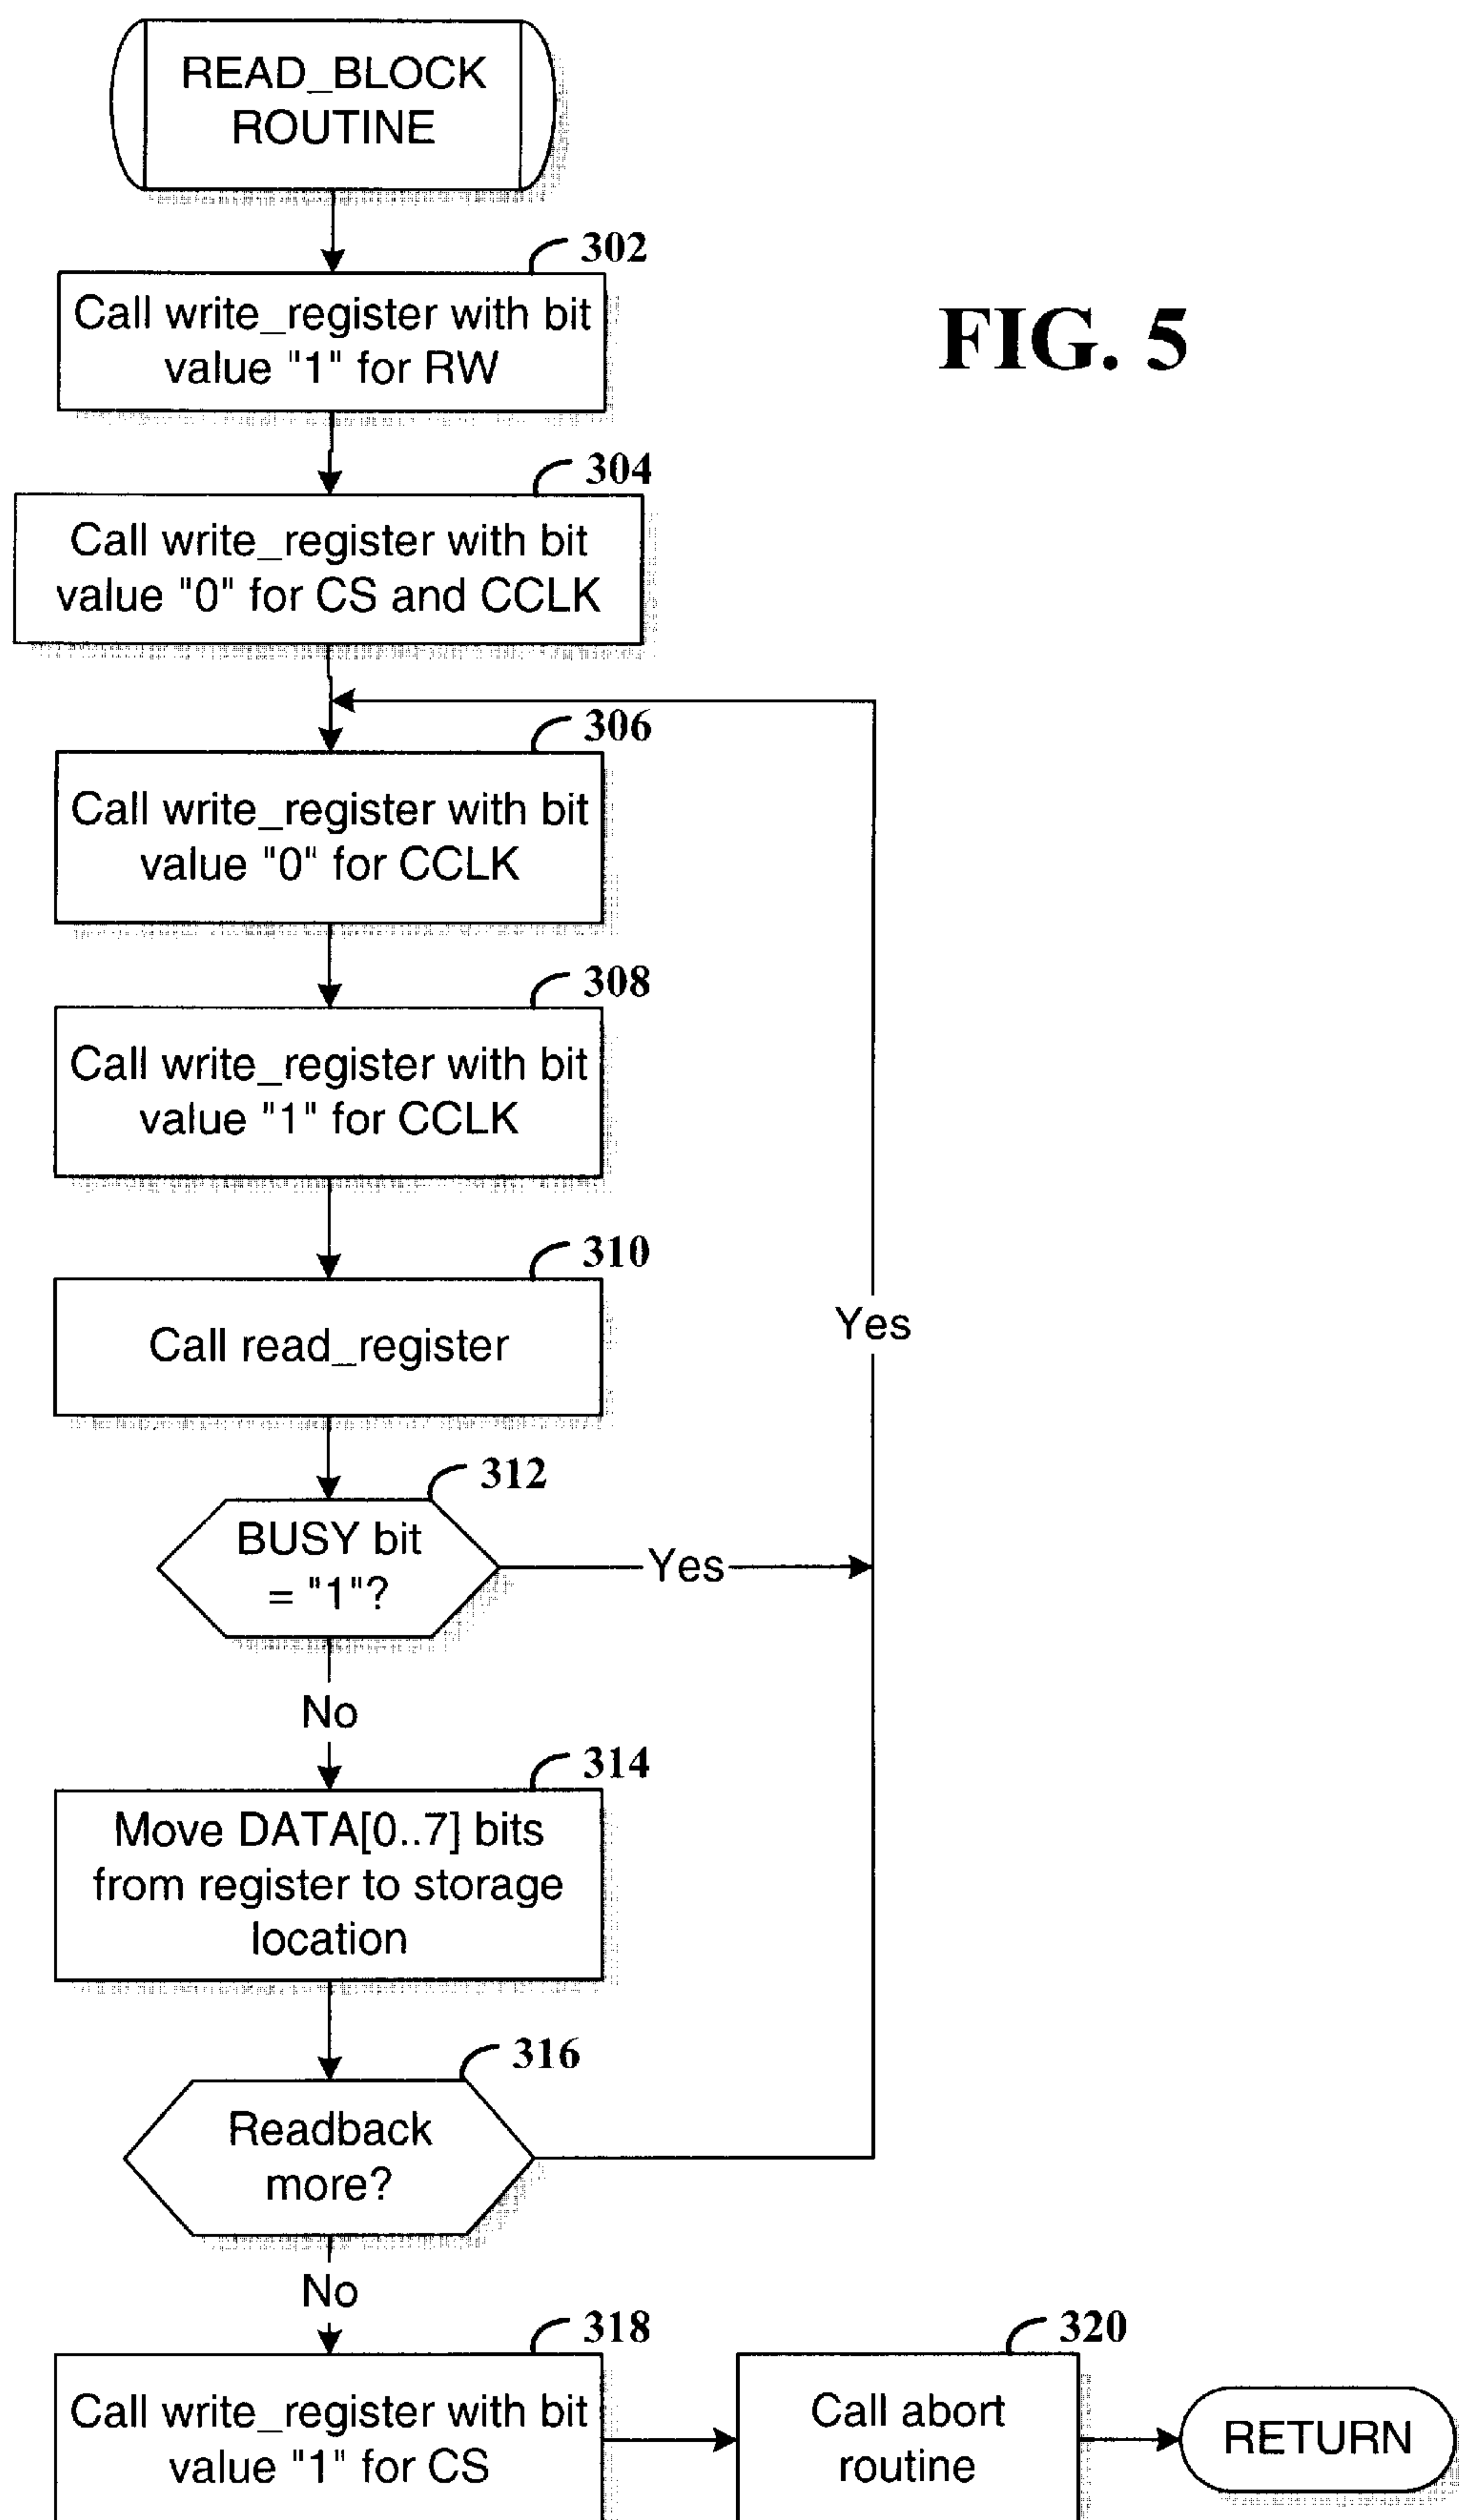 READ_BLOCK
ROUTINE
302
Call write_register with bit
value "1" for RW
FIG. 5
304
Call write_register with bit
value "0" for CS and CCLK
306
Call write_register with bit
value "0" for CCLK
308
Call write_register with bit
value "1" for CCLK
310
Call read_register
Yes
312
BUSY bit
= "1"?
Yes
No
314
Move DATA[0..7] bits
from register to storage
location
316
Readback
more?
No
318
Call write_register with bit
value "1" for CS
320
Call abort
routine
RETURN